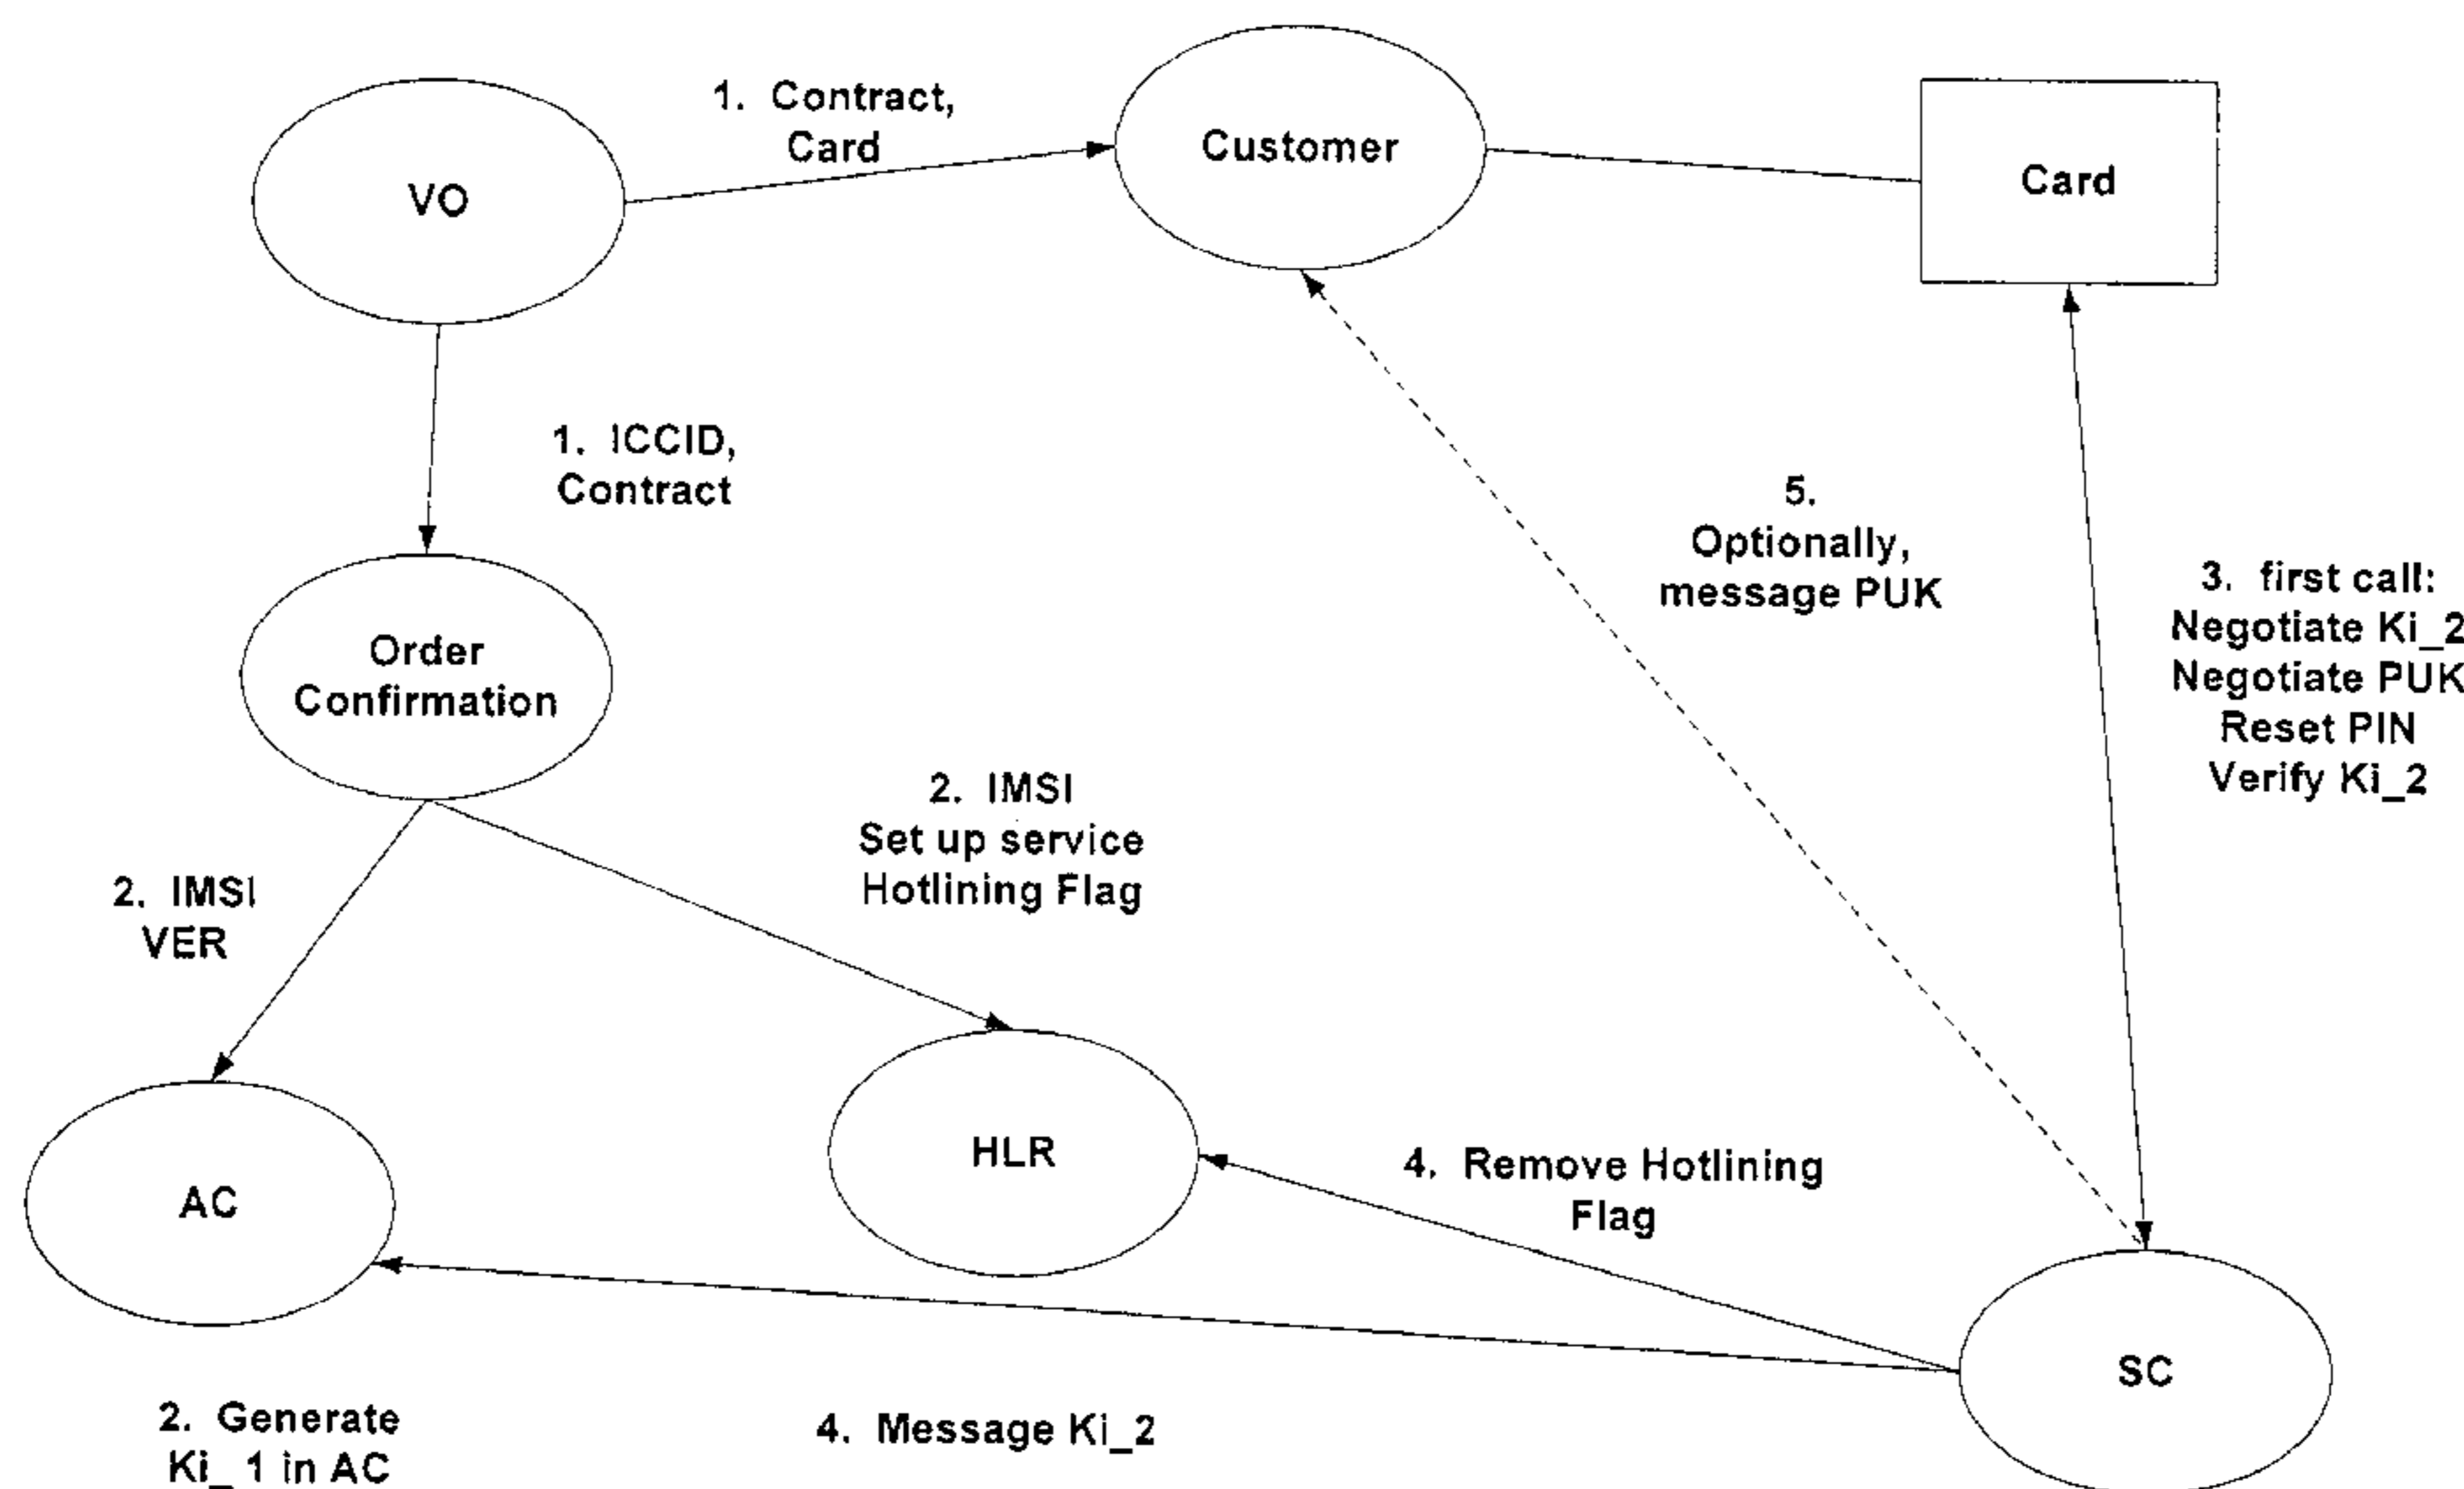 1. Contract,
Card
VO
Customer
Card
1. ICCID,
Contract
5.
Optionally,
message PUK
3. first call:
Negotiate Ki_2
Negotiate PUK
Reset PIN
Verify Ki_2
Order
Confirmation
2. IMSI
Set up service
Hotlining Flag
2. IMSI
VER
AC
HLR
4. Remove Hotlining
Flag
SC
2. Generate
Ki_ 1 in AC
4. Message Ki_2